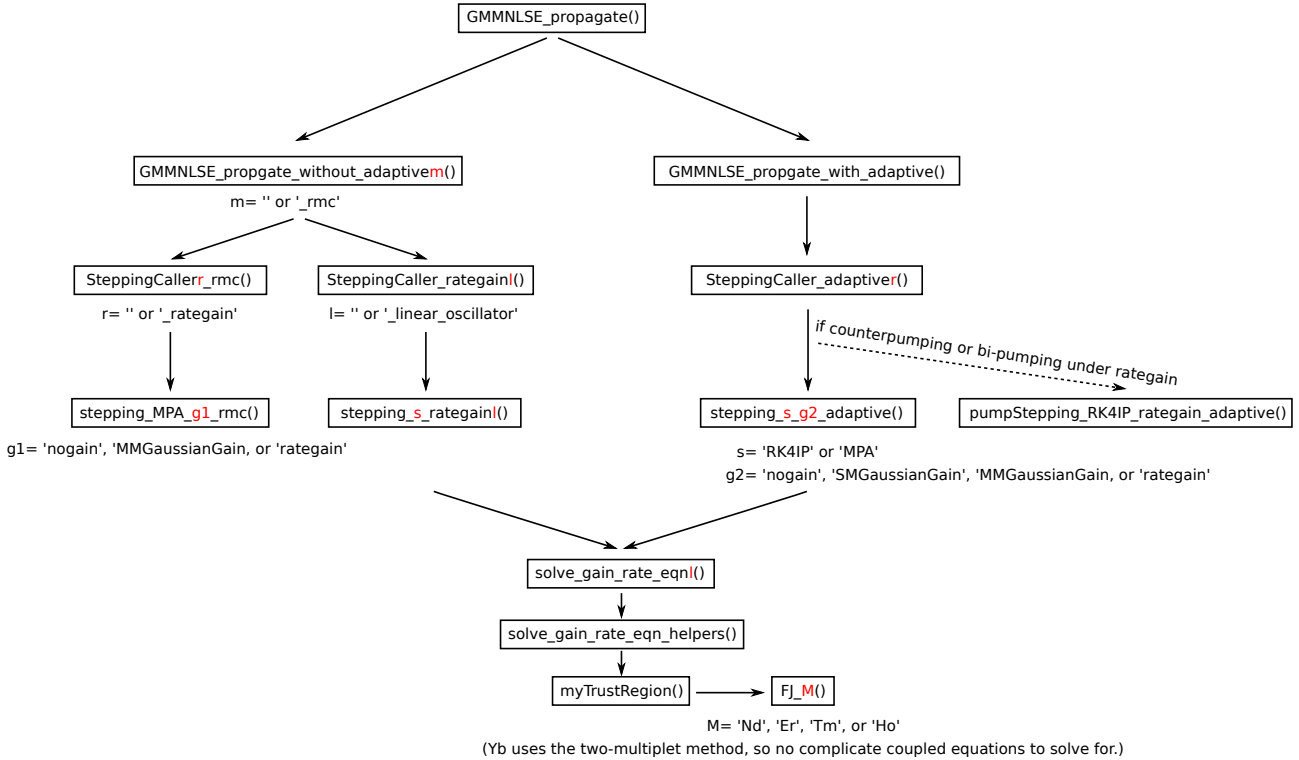 GMMNLSE_propagate()
GMMNLSE_propgate_without_adaptivem()
GMMNLSE_propgate_with_adaptive()
m= '' or '_rmc'
SteppingCallerr_rmc()
SteppingCaller_rategainl()
SteppingCaller_adaptiver()
r= '' or '_rategain'
l= '' or '_linear_oscillator'
if counterpumping or bi-pumping under rategain
stepping_MPA_g1_rmc()
stepping_s_rategainl()
stepping_s_g2_adaptive()
pumpStepping_RK4IP_rategain_adaptive()
g1= 'nogain', 'MMGaussianGain, or 'rategain'
s= 'RK4IP' or 'MPA'
g2= 'nogain', 'SMGaussianGain', 'MMGaussianGain, or 'rategain'
solve_gain_rate_eqnl()
solve_gain_rate_eqn_helpers()
myTrustRegion()
FJ_M()
M= 'Nd', 'Er', 'Tm', or 'Ho'
(Yb uses the two-multiplet method, so no complicate coupled equations to solve for.)